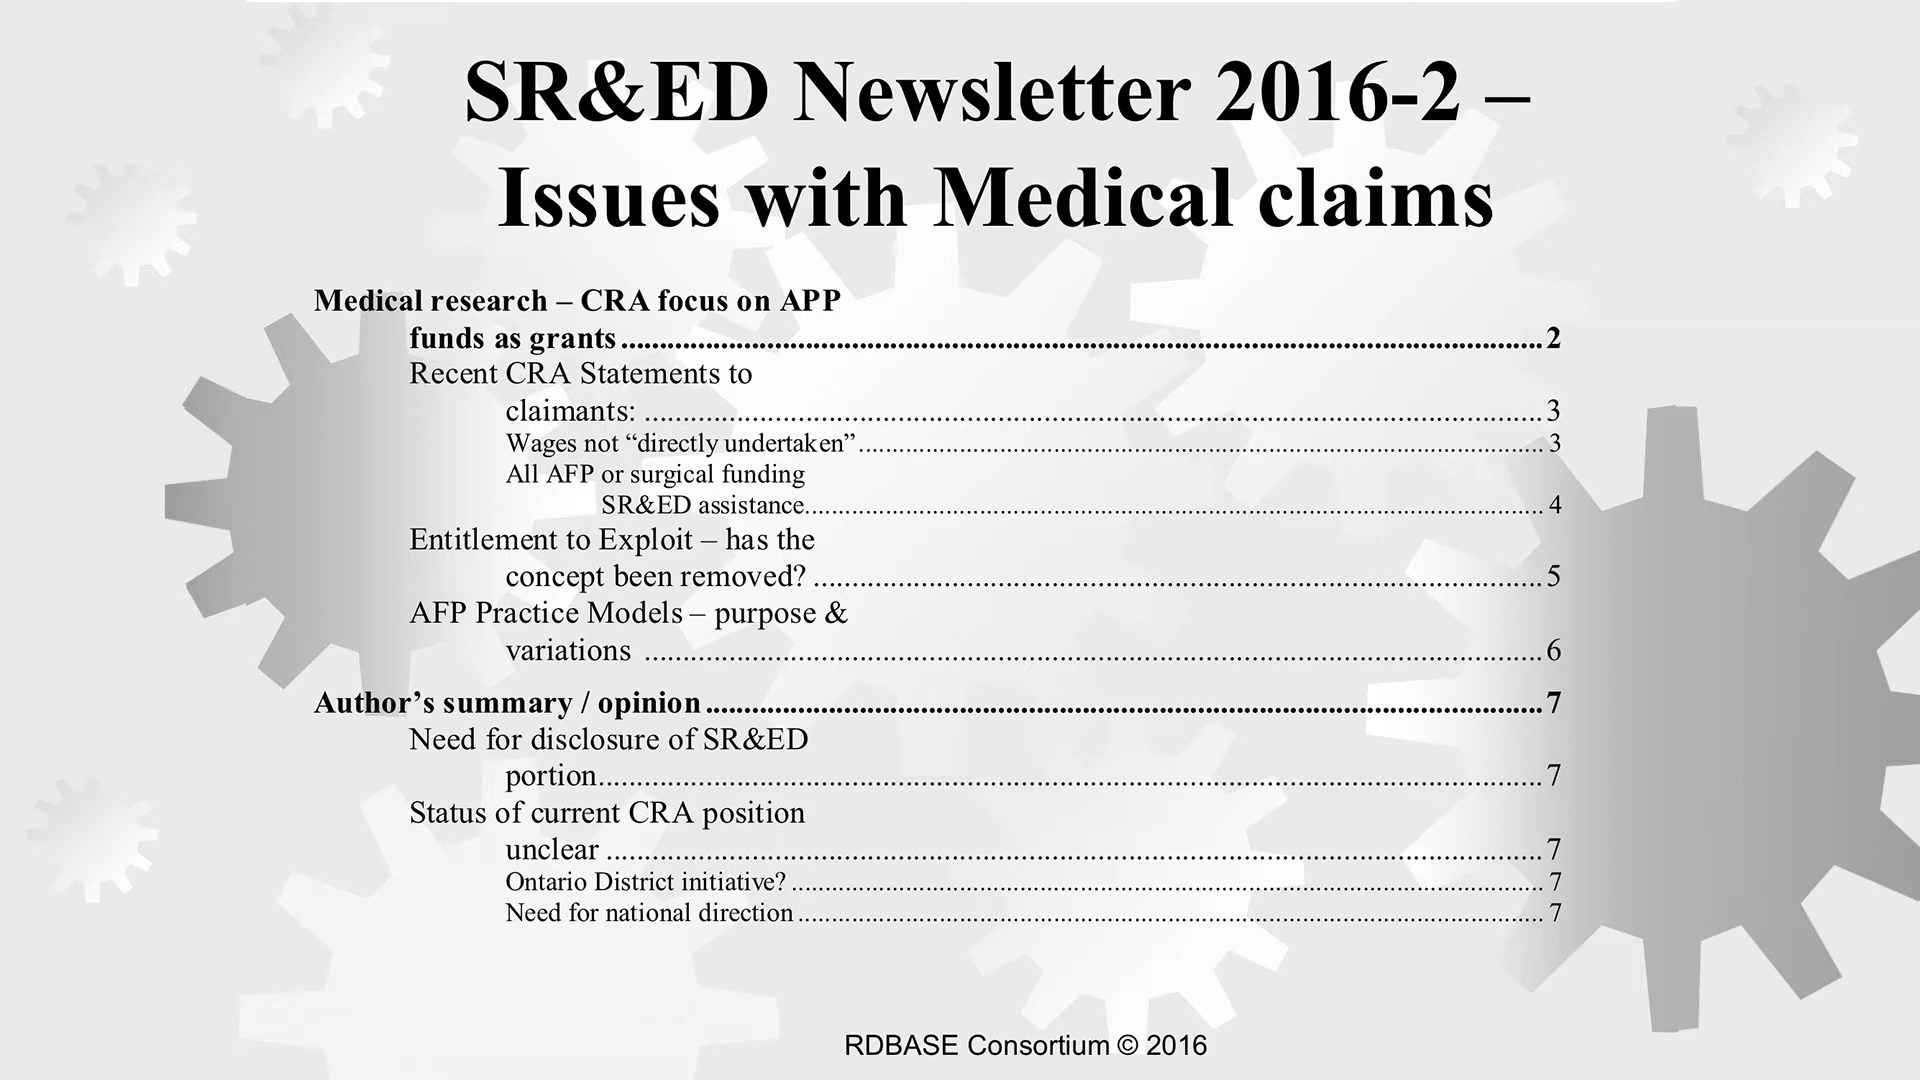 SR&ED Newsletter 2016-2 –
Issues with Medical claims
Medical research – CRA focus on APP
funds as grants ........ 2
Recent CRA Statements to
claimants: ........ 3
Wages not “directly undertaken” ........ 3
All AFP or surgical funding
SR&ED assistance ........ 4
Entitlement to Exploit – has the
concept been removed? ........ 5
AFP Practice Models – purpose &
variations ........ 6
Author’s summary / opinion ........ 7
Need for disclosure of SR&ED
portion ........ 7
Status of current CRA position
unclear ........ 7
Ontario District initiative? ........ 7
Need for national direction ........ 7
RDBASE Consortium © 2016